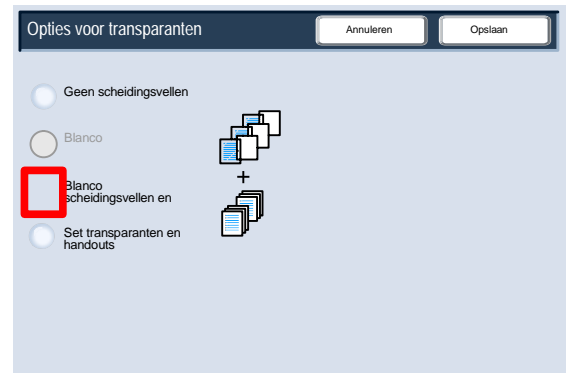 Opties voor transparanten
Annuleren
Opslaan
Geen scheidingsvellen
Blanco
Blanco
scheidingsvellen en
Set transparanten en
handouts